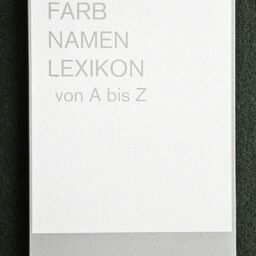 FARB
NAMEN
LEXIKON
von A bis Z